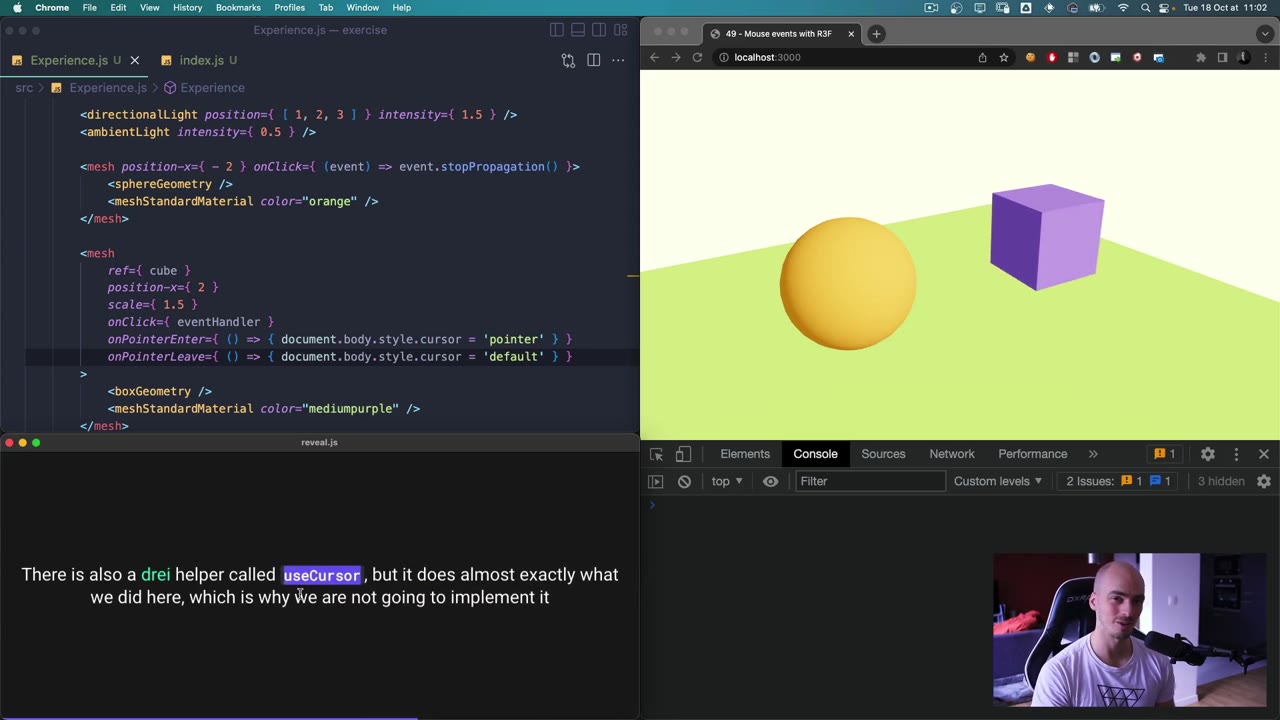 Chrome File Edit View History Bookmarks Profiles Tab Window Help Tue 18 Oct at 11:02
Experience.js — exercise
Experience.js U index.js U
src > Experience.js > Experience
<directionalLight position={ [ 1, 2, 3 ] } intensity={ 1.5 } />
<ambientLight intensity={ 0.5 } />
<mesh position-x={ - 2 } onClick={ (event) => event.stopPropagation() }>
<sphereGeometry />
<meshStandardMaterial color="orange" />
</mesh>
<mesh
ref={ cube }
position-x={ 2 }
scale={ 1.5 }
onClick={ eventHandler }
onPointerEnter={ () => { document.body.style.cursor = 'pointer' } }
onPointerLeave={ () => { document.body.style.cursor = 'default' } }
>
<boxGeometry />
<meshStandardMaterial color="mediumpurple" />
</mesh>
reveal.js
There is also a drei helper called useCursor, but it does almost exactly what
we did here, which is why we are not going to implement it
49 - Mouse events with R3F
localhost:3000
Elements Console Sources Network Performance » 1
top Filter Custom levels 2 Issues: 1 1 3 hidden